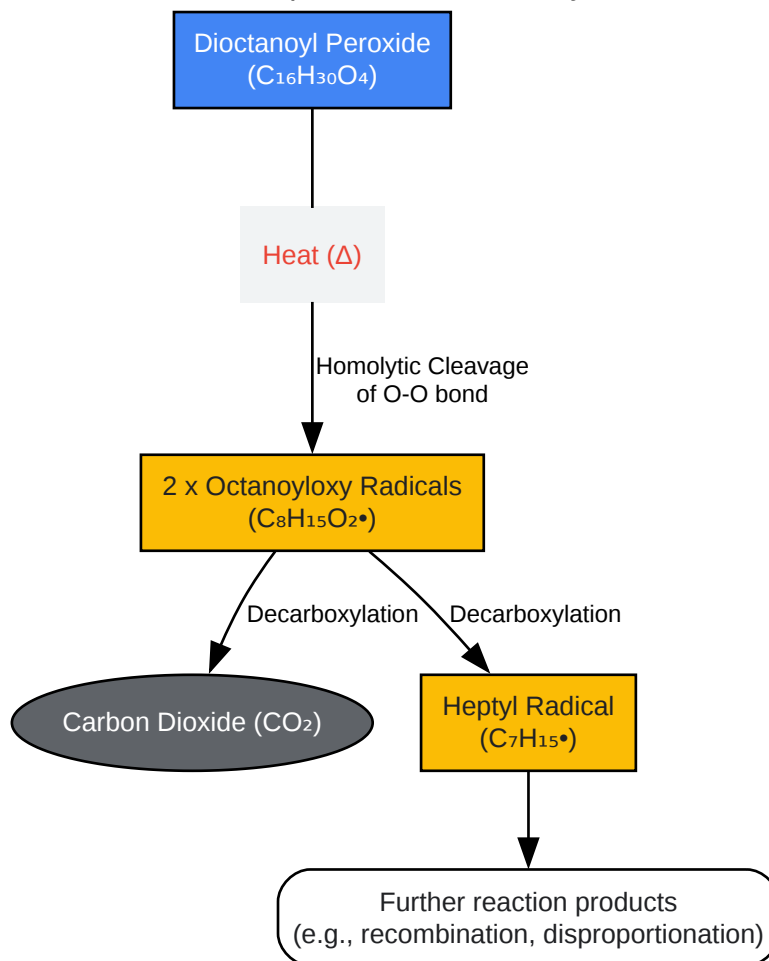 Dioctanoyl Peroxide
(C₁₆H₃₀O₄)
Heat (Δ)
Homolytic Cleavage
of O-O bond
2 x Octanoyloxy Radicals
(C₈H₁₅O₂•)
Decarboxylation
Decarboxylation
Carbon Dioxide (CO₂)
Heptyl Radical
(C₇H₁₅•)
Further reaction products
(e.g., recombination, disproportionation)